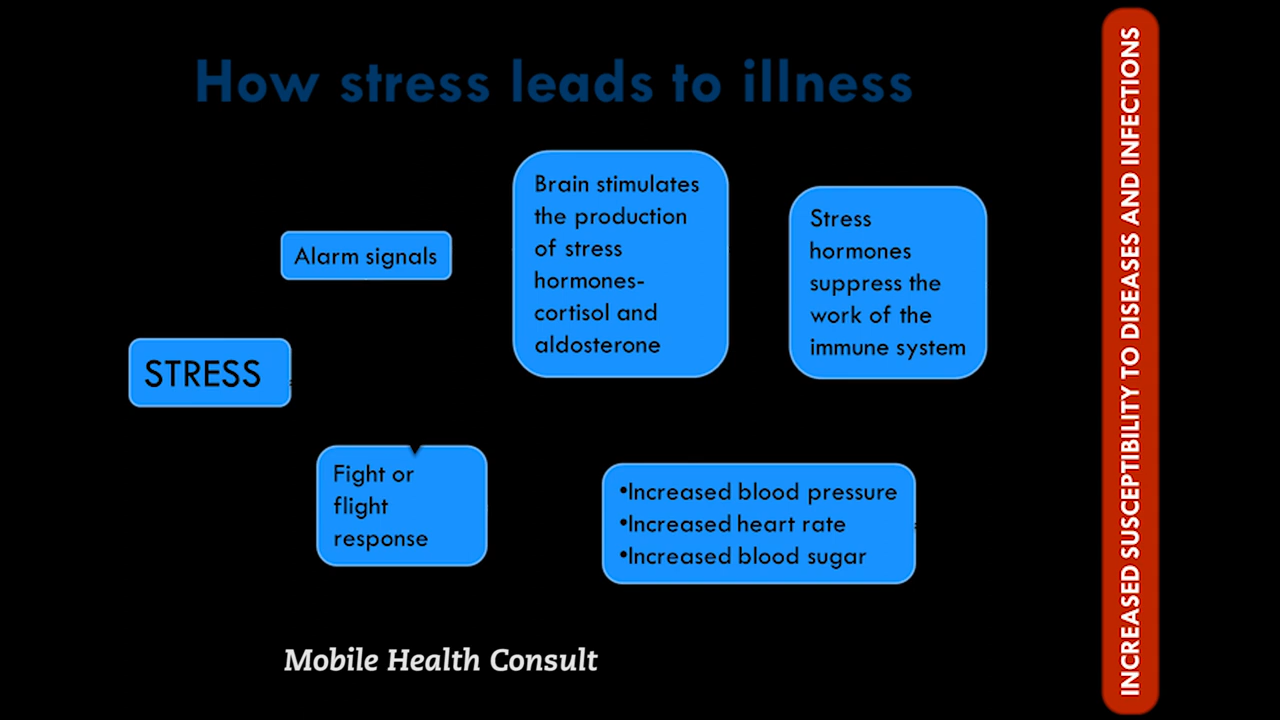 How stress leads to illness
Brain stimulates
the production
of stress
hormones-
cortisol and
aldosterone
Stress
hormones
suppress the
work of the
immune system
Alarm signals
STRESS
Fight or
flight
response
•Increased blood pressure
•Increased heart rate
•Increased blood sugar
Mobile Health Consult
INCREASED SUSCEPTIBILITY TO DISEASES AND INFECTIONS